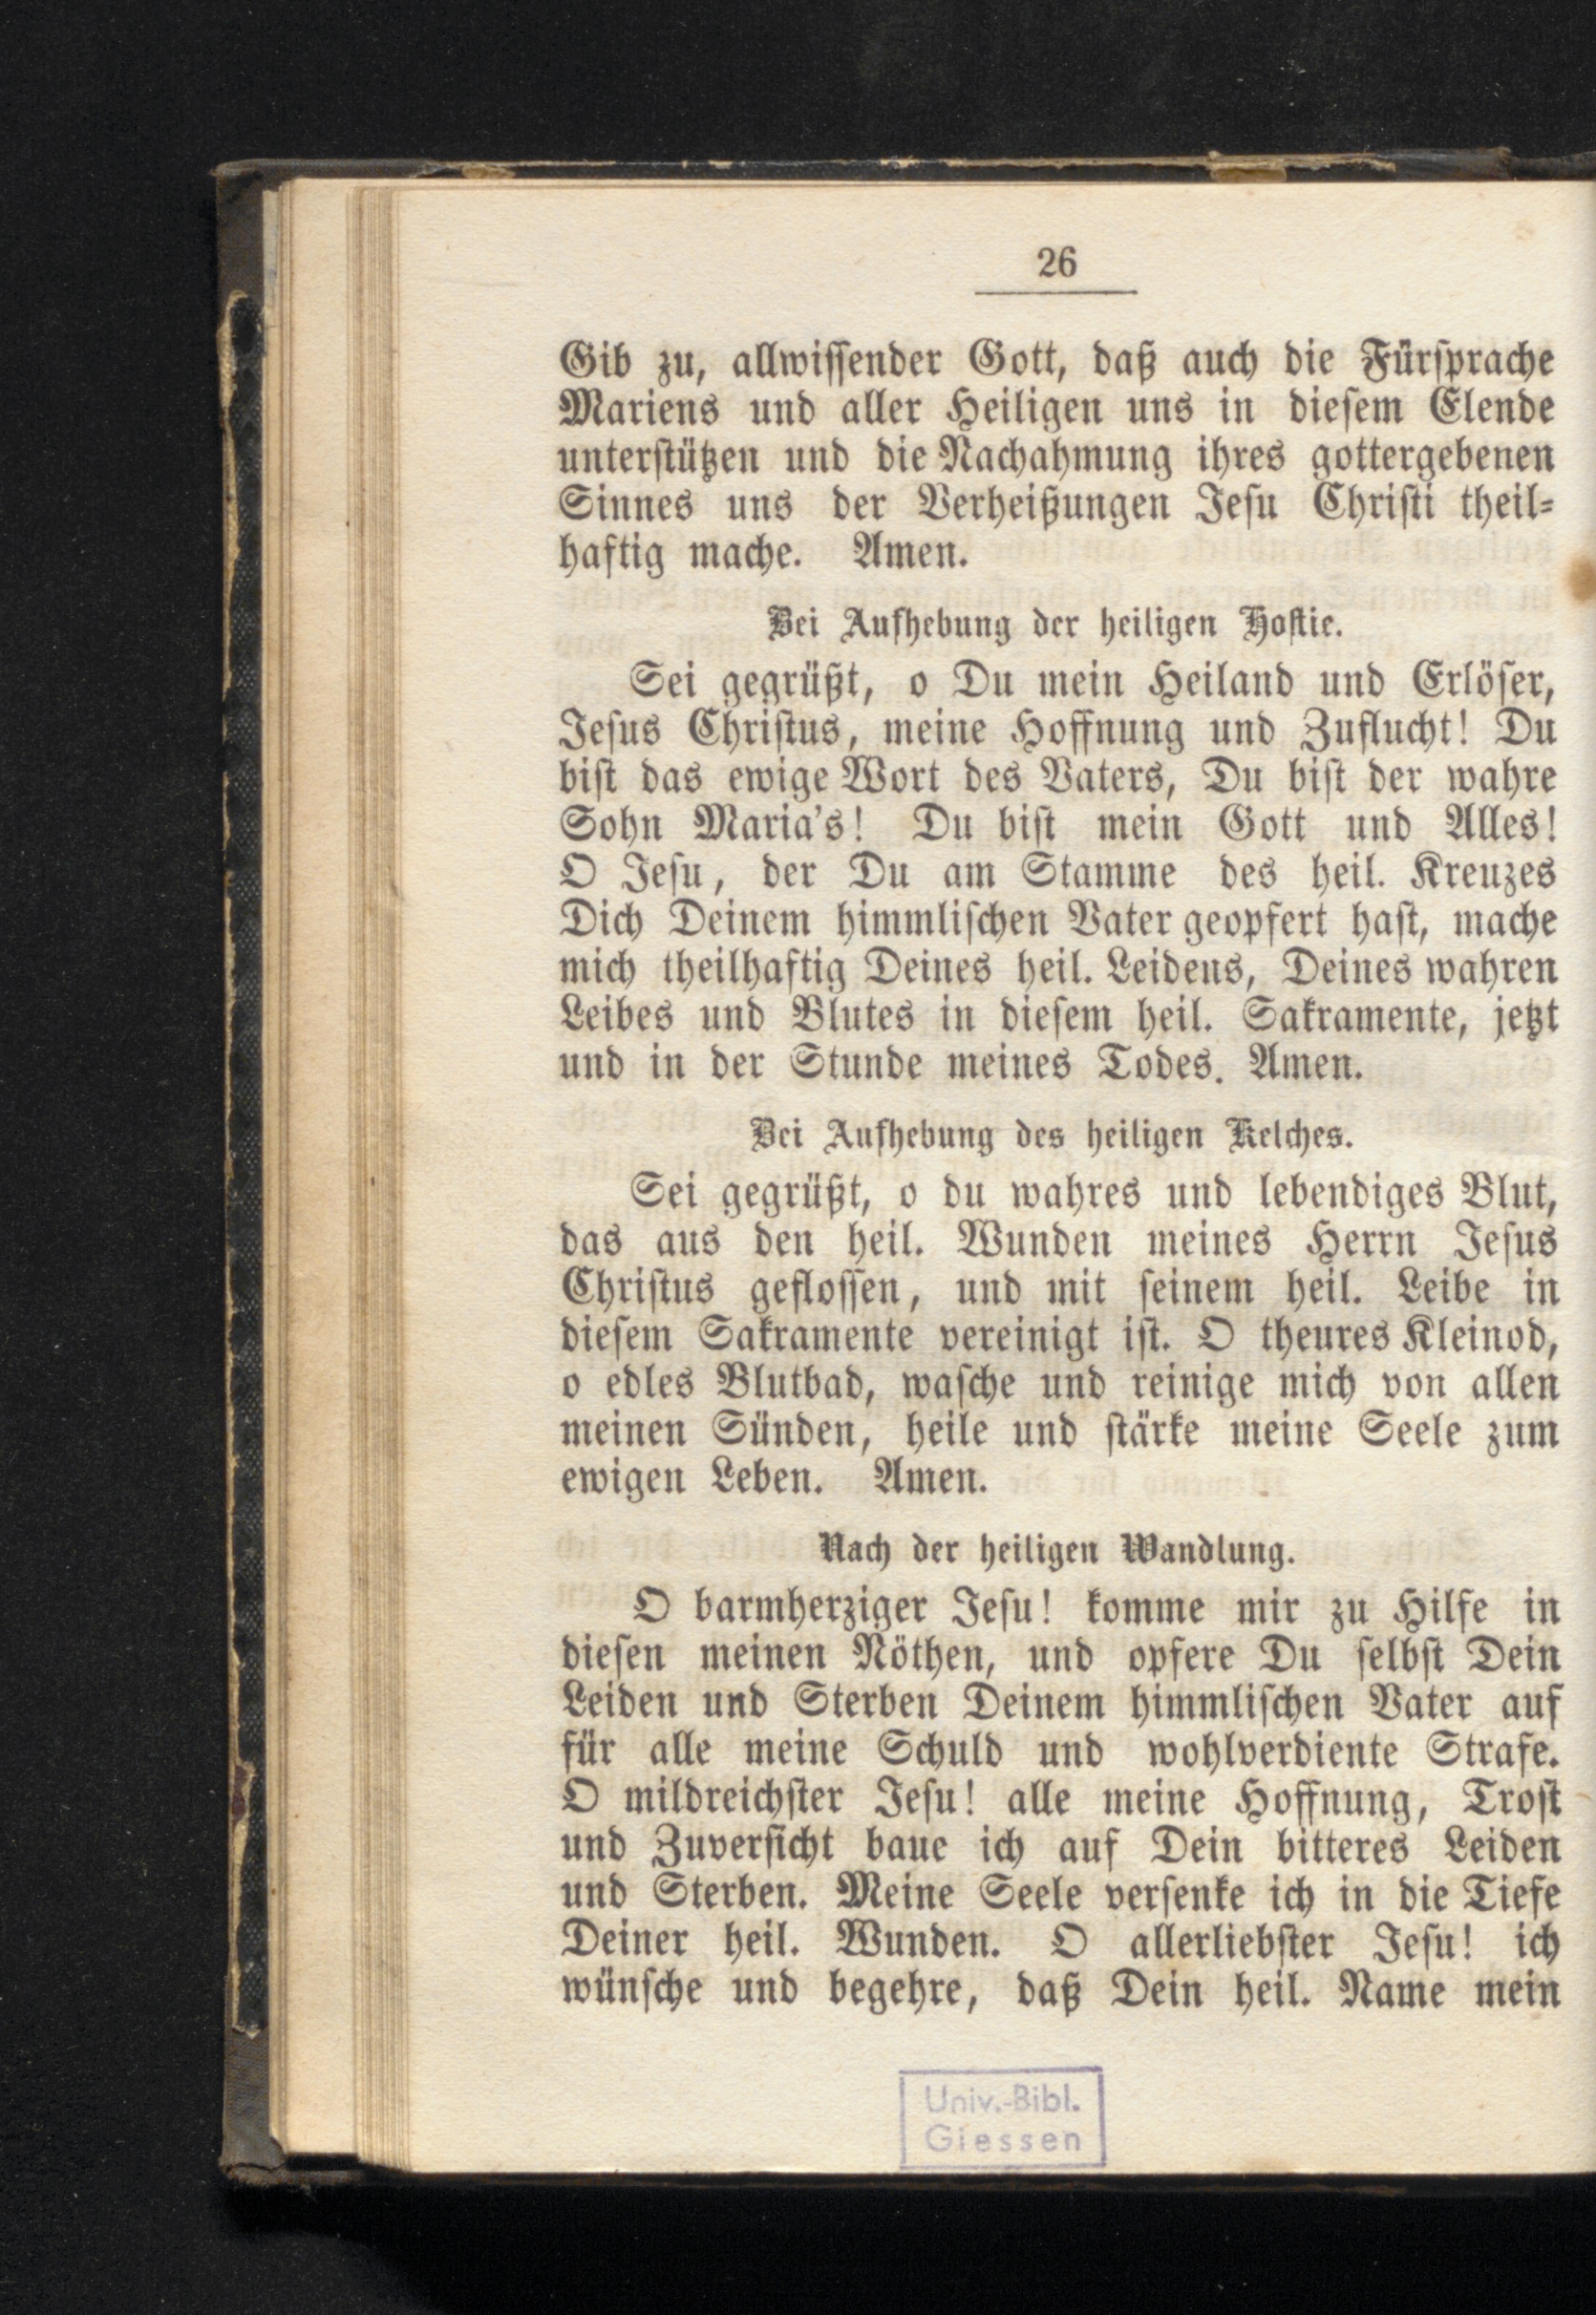 26
Gib zu, allwissender Gott, daß auch die Fürsprache
Mariens und aller Heiligen uns in diesem Elende
unterstützen und die Nachahmung ihres gottergebenen
Sinnes uns der Verheißungen Jesu Christi theil-
haftig mache. Amen.
Bei Aufhebung der heiligen Hostie.
Sei gegrüßt, o Du mein Heiland und Erlöser,
Jesus Christus, meine Hoffnung und Zuflucht! Du
bist das ewige Wort des Vaters, Du bist der wahre
Sohn Maria's! Du bist mein Gott und Alles!
O Jesu, der Du am Stamme des heil. Kreuzes
Dich Deinem himmlischen Vater geopfert hast, mache
mich theilhaftig Deines heil. Leidens, Deines wahren
Leibes und Blutes in diesem heil. Sakramente, jetzt
und in der Stunde meines Todes. Amen.
Bei Aufhebung des heiligen Kelches.
Sei gegrüßt, o du wahres und lebendiges Blut,
das aus den heil. Wunden meines Herrn Jesus
Christus geflossen, und mit seinem heil. Leibe in
diesem Sakramente vereinigt ist. O theures Kleinod,
o edles Blutbad, wasche und reinige mich von allen
meinen Sünden, heile und stärke meine Seele zum
ewigen Leben. Amen.
Nach der heiligen Wandlung.
O barmherziger Jesu! komme mir zu Hilfe in
diesen meinen Nöthen, und opfere Du selbst Dein
Leiden und Sterben Deinem himmlischen Vater auf
für alle meine Schuld und wohlverdiente Strafe.
O mildreichster Jesu! alle meine Hoffnung, Trost
und Zuversicht baue ich auf Dein bitteres Leiden
und Sterben. Meine Seele versenke ich in die Tiefe
Deiner heil. Wunden. O allerliebster Jesu! ich
wünsche und begehre, daß Dein heil. Name mein
Univ.-Bibl.
Giessen